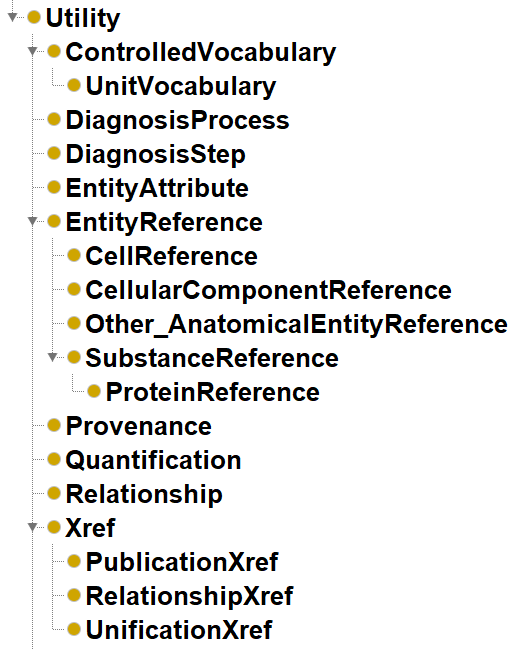 Utility
ControlledVocabulary
UnitVocabulary
DiagnosisProcess
DiagnosisStep
EntityAttribute
EntityReference
CellReference
CellularComponentReference
Other_AnatomicalEntityReference
SubstanceReference
ProteinReference
Provenance
Quantification
Relationship
Xref
PublicationXref
RelationshipXref
UnificationXref